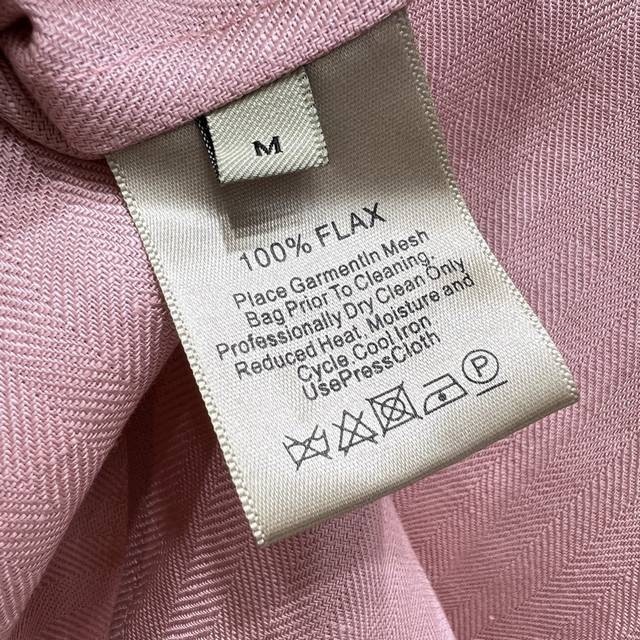 M
100% FLAX
Place GarmentIn Mesh
Bag Prior To Cleaning.
Professionally Dry Clean Only
Reduced Heat, Moisture and
Cycle Cool Iron
UsePressCloth
P